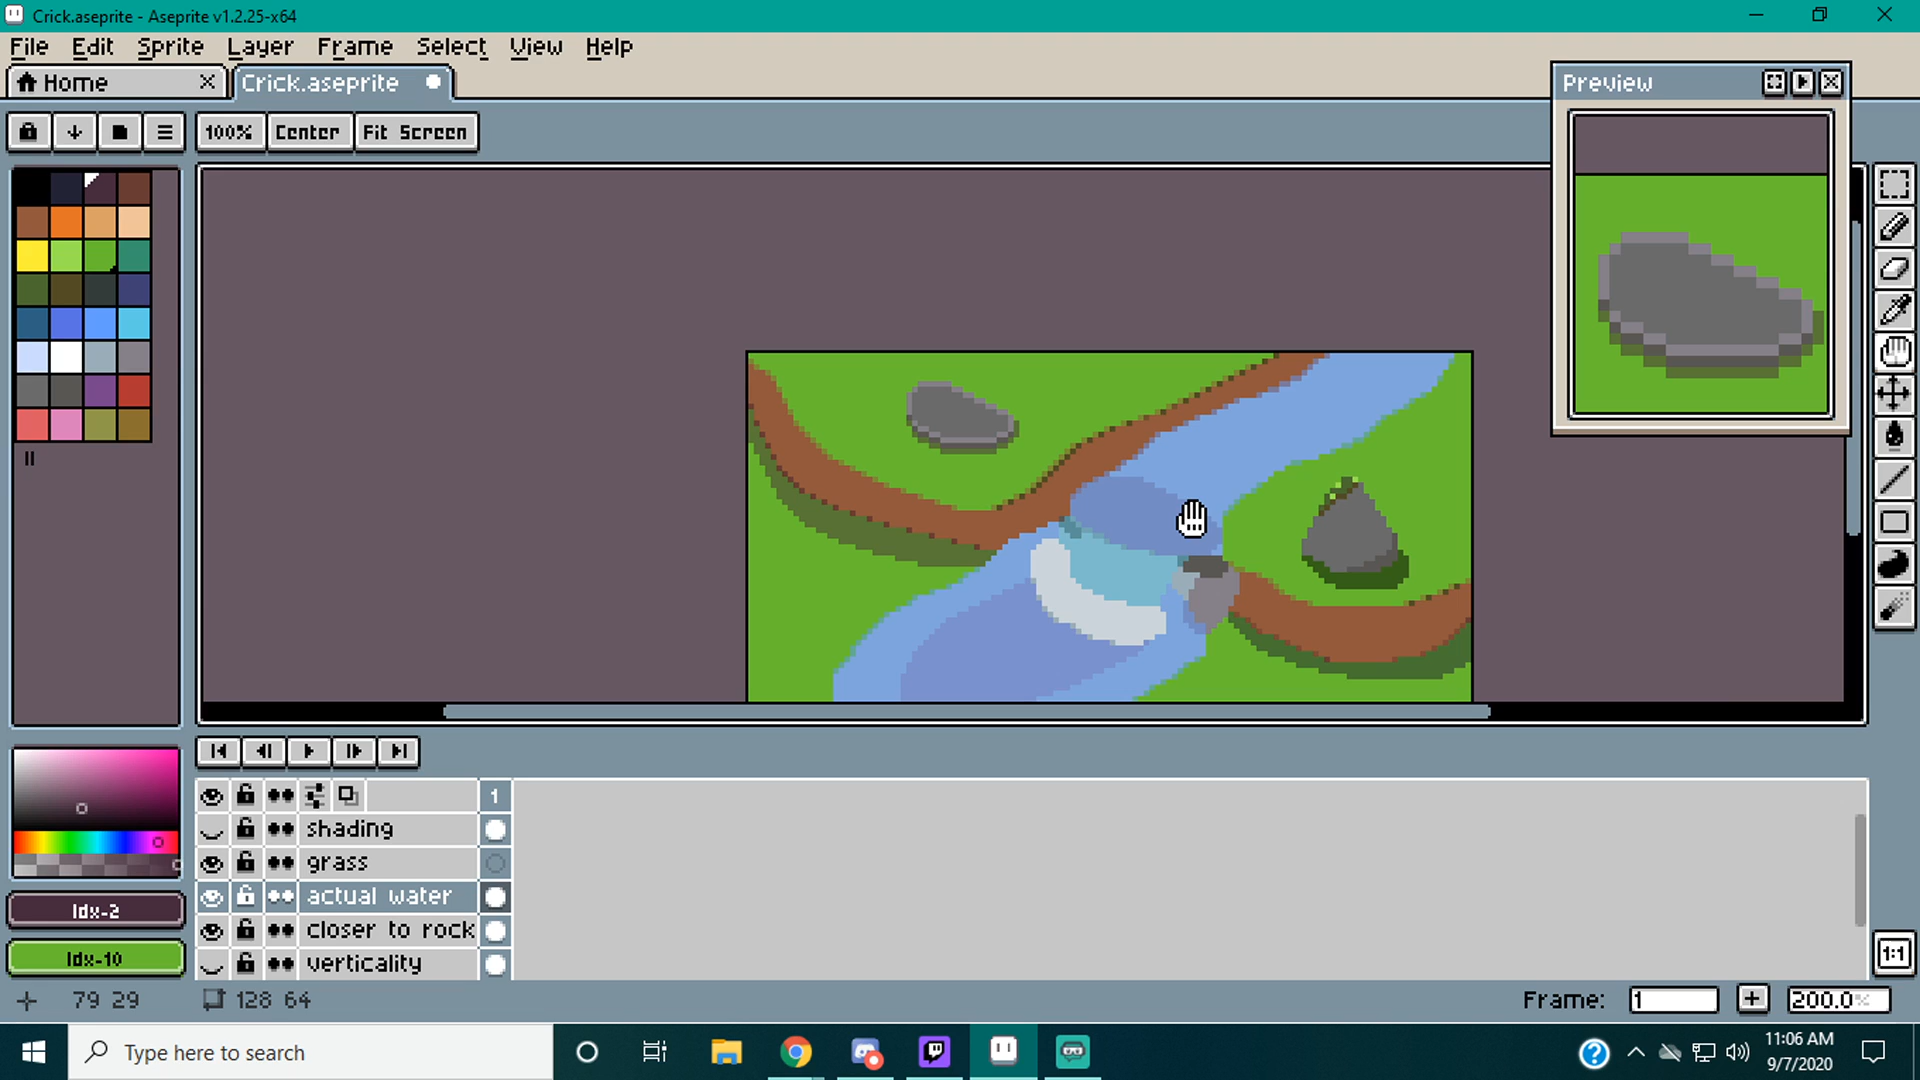 Crick.aseprite - Aseprite v1.2.25-x64
File Edit Sprite Layer Frame Select View Help
Home Crick.aseprite
Preview
100% Center Fit Screen
1
shading
grass
actual water
closer to rock
verticality
Idx-2
Idx-10
1:1
79 29 128 64
Frame: 1 200.0%
Type here to search
11:06 AM
9/7/2020